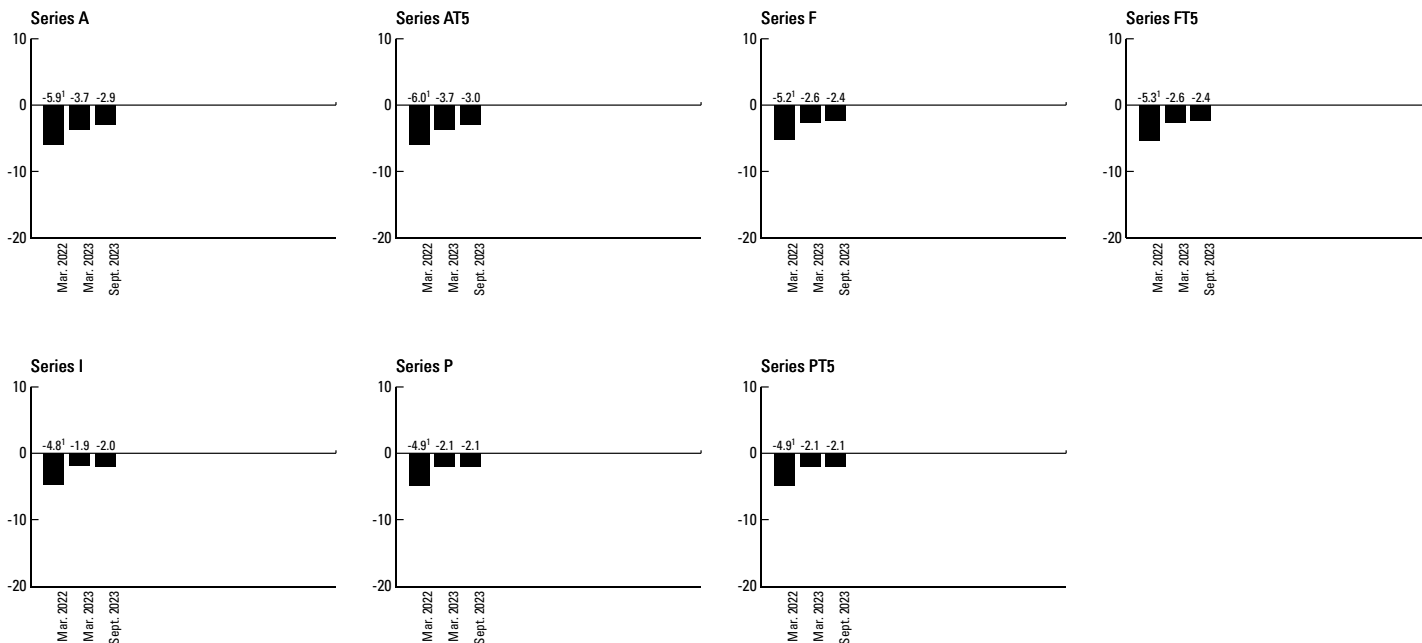 Series A
10
0
-10
-20
-5.9¹ -3.7 -2.9
Mar. 2022
Mar. 2023
Sept. 2023
Series AT5
10
0
-10
-20
-6.0¹ -3.7 -3.0
Mar. 2022
Mar. 2023
Sept. 2023
Series F
10
0
-10
-20
-5.2¹ -2.6 -2.4
Mar. 2022
Mar. 2023
Sept. 2023
Series FT5
10
0
-10
-20
-5.3¹ -2.6 -2.4
Mar. 2022
Mar. 2023
Sept. 2023
Series I
10
0
-10
-20
-4.8¹ -1.9 -2.0
Mar. 2022
Mar. 2023
Sept. 2023
Series P
10
0
-10
-20
-4.9¹ -2.1 -2.1
Mar. 2022
Mar. 2023
Sept. 2023
Series PT5
10
0
-10
-20
-4.9¹ -2.1 -2.1
Mar. 2022
Mar. 2023
Sept. 2023